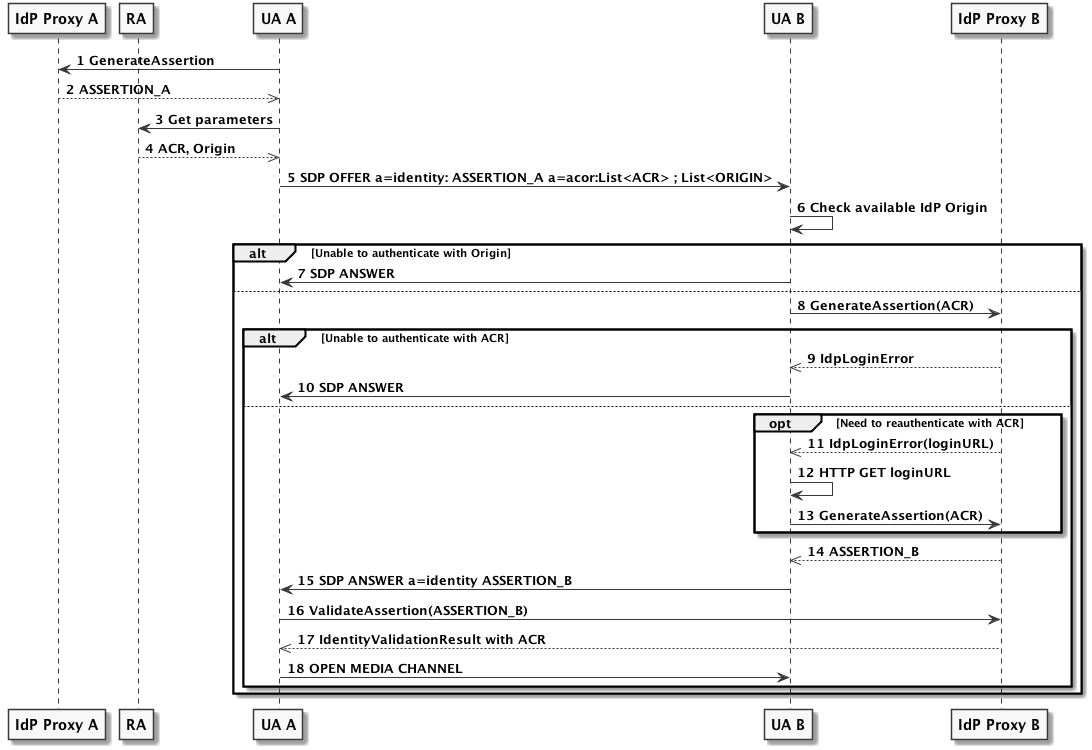 IdP Proxy A RA UA A UA B IdP Proxy B
1 GenerateAssertion
2 ASSERTION_A
3 Get parameters
4 ACR, Origin
5 SDP OFFER a=identity: ASSERTION_A a=acor:List<ACR> ; List<ORIGIN>
6 Check available IdP Origin
alt [Unable to authenticate with Origin]
7 SDP ANSWER
8 GenerateAssertion(ACR)
alt [Unable to authenticate with ACR]
9 IdpLoginError
10 SDP ANSWER
opt [Need to reauthenticate with ACR]
11 IdpLoginError(loginURL)
12 HTTP GET loginURL
13 GenerateAssertion(ACR)
14 ASSERTION_B
15 SDP ANSWER a=identity ASSERTION_B
16 ValidateAssertion(ASSERTION_B)
17 IdentityValidationResult with ACR
18 OPEN MEDIA CHANNEL
IdP Proxy A RA UA A UA B IdP Proxy B